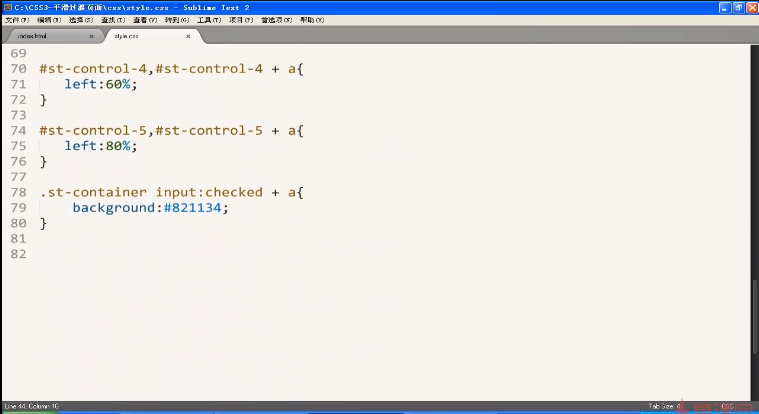 C:\CSS3-平滑过渡页面\css\style.css - Sublime Text 2
文件(F) 编辑(E) 选择(S) 查找(I) 查看(V) 转到(G) 工具(T) 项目(P) 首选项(N) 帮助(H)
index.html × style.css ×
69
70 #st-control-4,#st-control-4 + a{
71 left:60%;
72 }
73
74 #st-control-5,#st-control-5 + a{
75 left:80%;
76 }
77
78 .st-container input:checked + a{
79 background:#821134;
80 }
81
82
Line 44, Column 16 Tab Size: 4 CSS